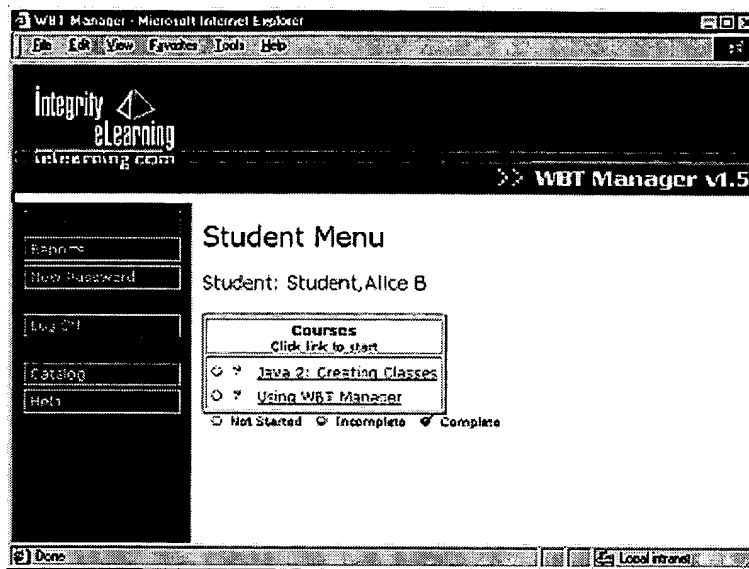 WBT Manager - Microsoft Internet Explorer
File Edit View Favorites Tools Help
integrity
eLearning
ielearning.com
>> WBT Manager v1.5
Reports
New Password
Log Off
Catalog
Help
Student Menu
Student: Student,Alice B
Courses
Click link to start
? Java 2: Creating Classes
? Using WBT Manager
Not Started Incomplete Complete
Done Local intranet